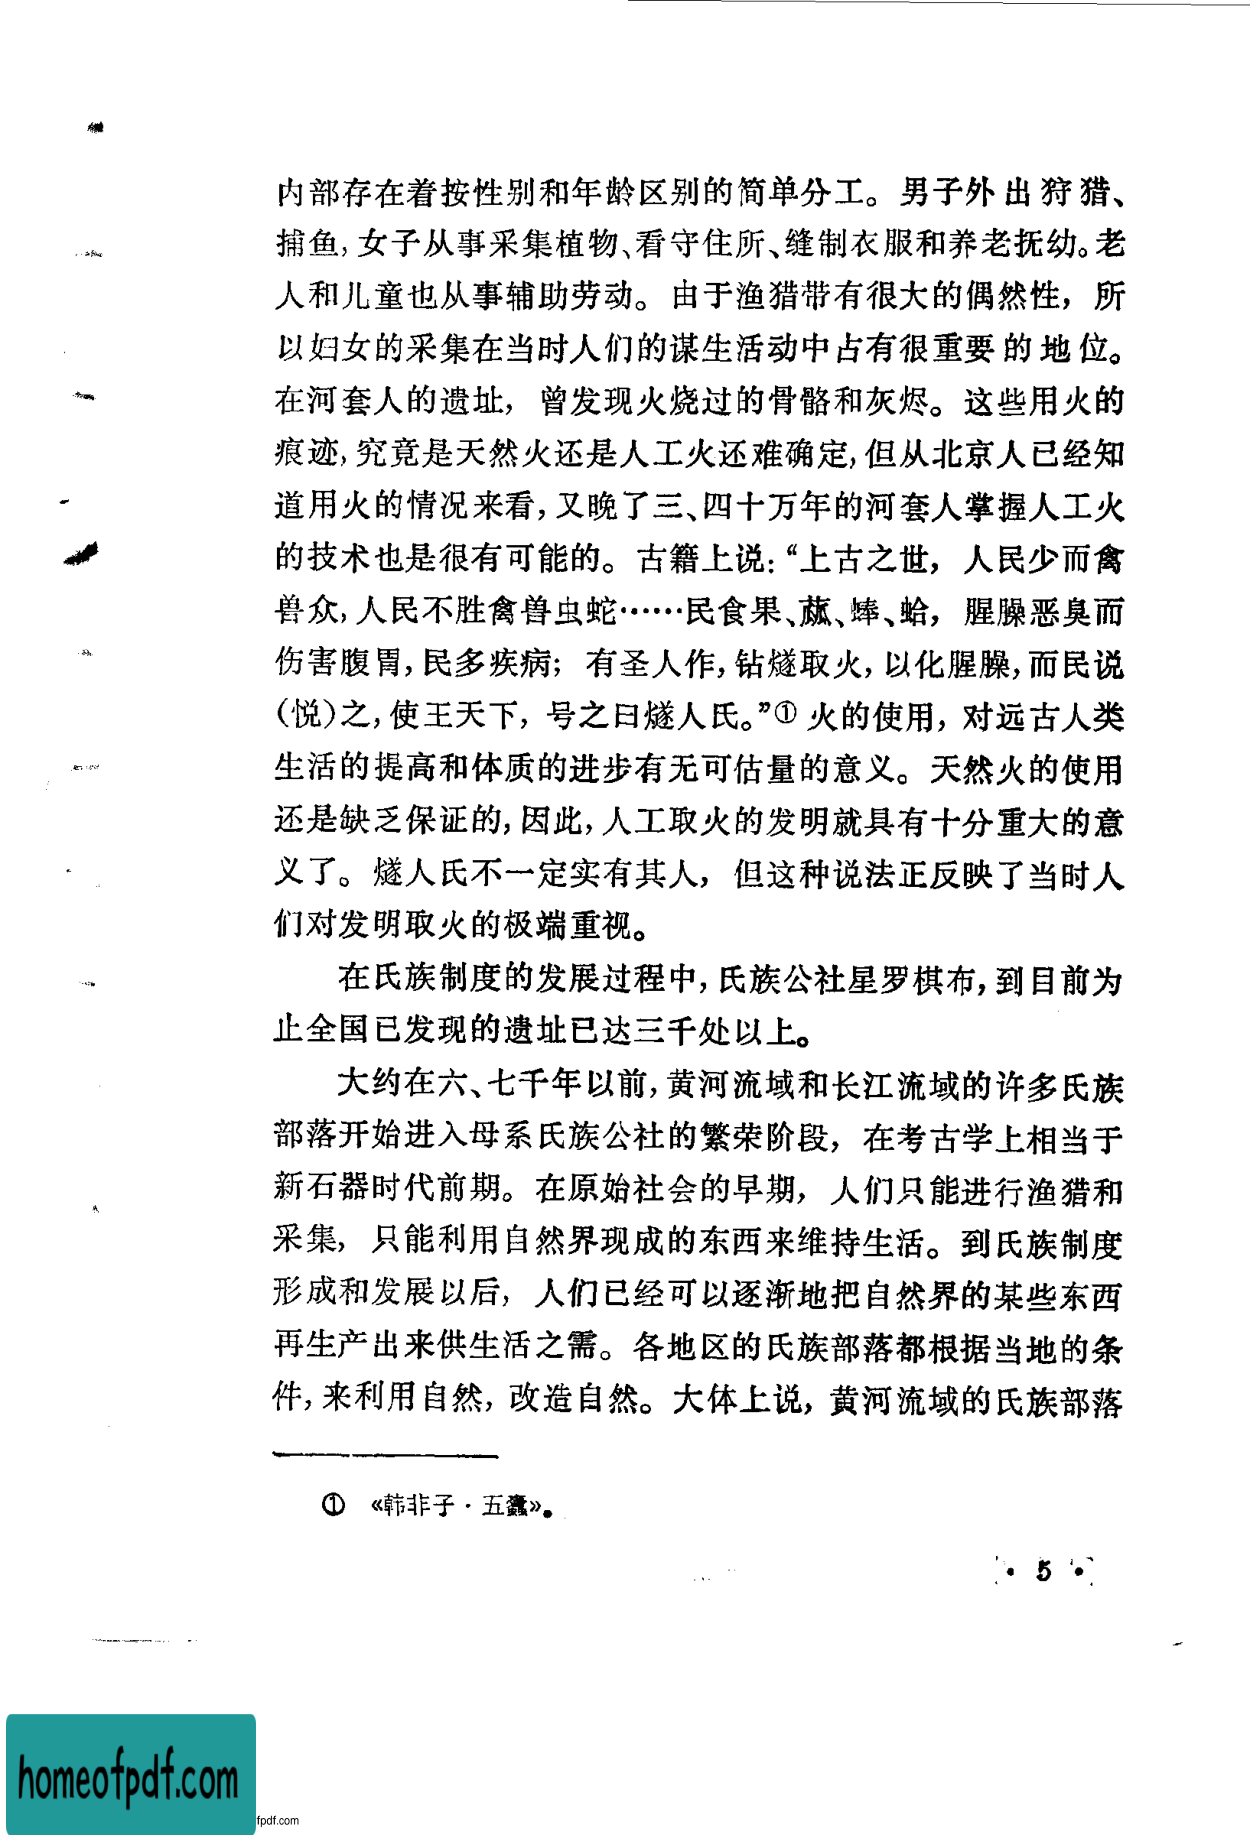 内部存在着按性别和年龄区别的简单分工。男子外出狩猎、
捕鱼,女子从事采集植物、看守住所、缝制衣服和养老抚幼。老
人和儿童也从事辅助劳动。由于渔猎带有很大的偶然性，所
以妇女的采集在当时人们的谋生活动中占有很重要的地位。
在河套人的遗址，曾发现火烧过的骨骼和灰烬。这些用火的
痕迹,究竟是天然火还是人工火还难确定,但从北京人已经知
道用火的情况来看,又晚了三、四十万年的河套人掌握人工火
的技术也是很有可能的。古籍上说:“上古之世，人民少而禽
兽众,人民不胜禽兽虫蛇……民食果、蓏、蜯、蛤，腥臊恶臭而
伤害腹胃,民多疾病；有圣人作,钻燧取火,以化腥臊,而民说
(悦)之,使王天下，号之曰燧人氏。”① 火的使用，对远古人类
生活的提高和体质的进步有无可估量的意义。天然火的使用
还是缺乏保证的,因此,人工取火的发明就具有十分重大的意
义了。燧人氏不一定实有其人，但这种说法正反映了当时人
们对发明取火的极端重视。
在氏族制度的发展过程中,氏族公社星罗棋布,到目前为
止全国已发现的遗址已达三千处以上。
大约在六、七千年以前,黄河流域和长江流域的许多氏族
部落开始进入母系氏族公社的繁荣阶段，在考古学上相当于
新石器时代前期。在原始社会的早期，人们只能进行渔猎和
采集，只能利用自然界现成的东西来维持生活。到氏族制度
形成和发展以后，人们已经可以逐渐地把自然界的某些东西
再生产出来供生活之需。各地区的氏族部落都根据当地的条
件,来利用自然，改造自然。大体上说，黄河流域的氏族部落
① 《韩非子·五蠹》。
· 5 ·
homeofpdf.com
fpdf.com